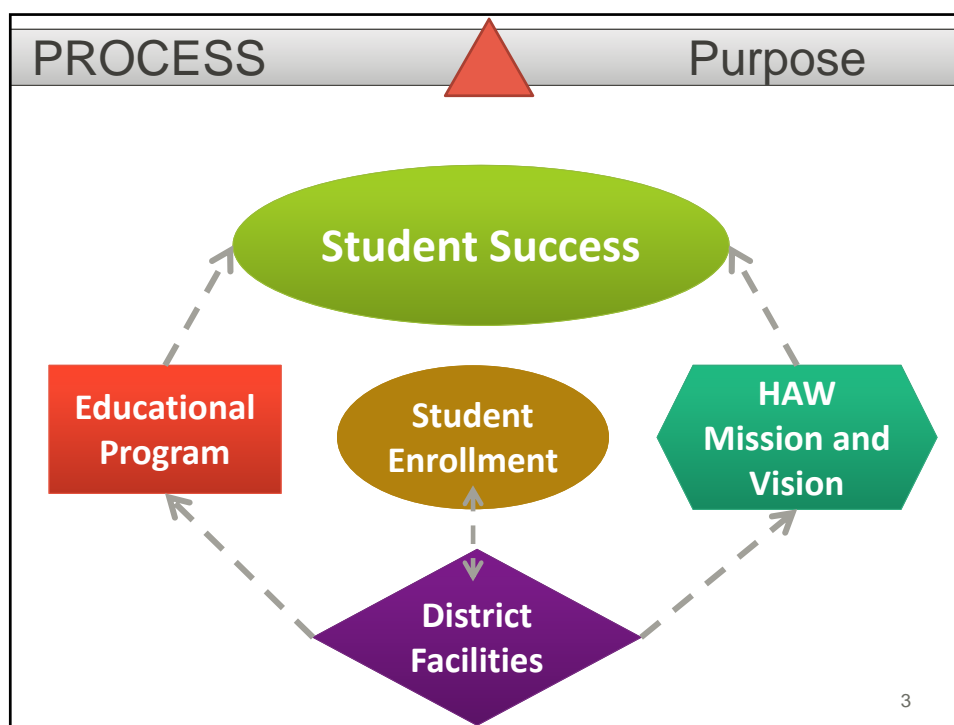 PROCESS
Purpose
Student Success
Educational
Program
Student
Enrollment
HAW
Mission and
Vision
District
Facilities
3